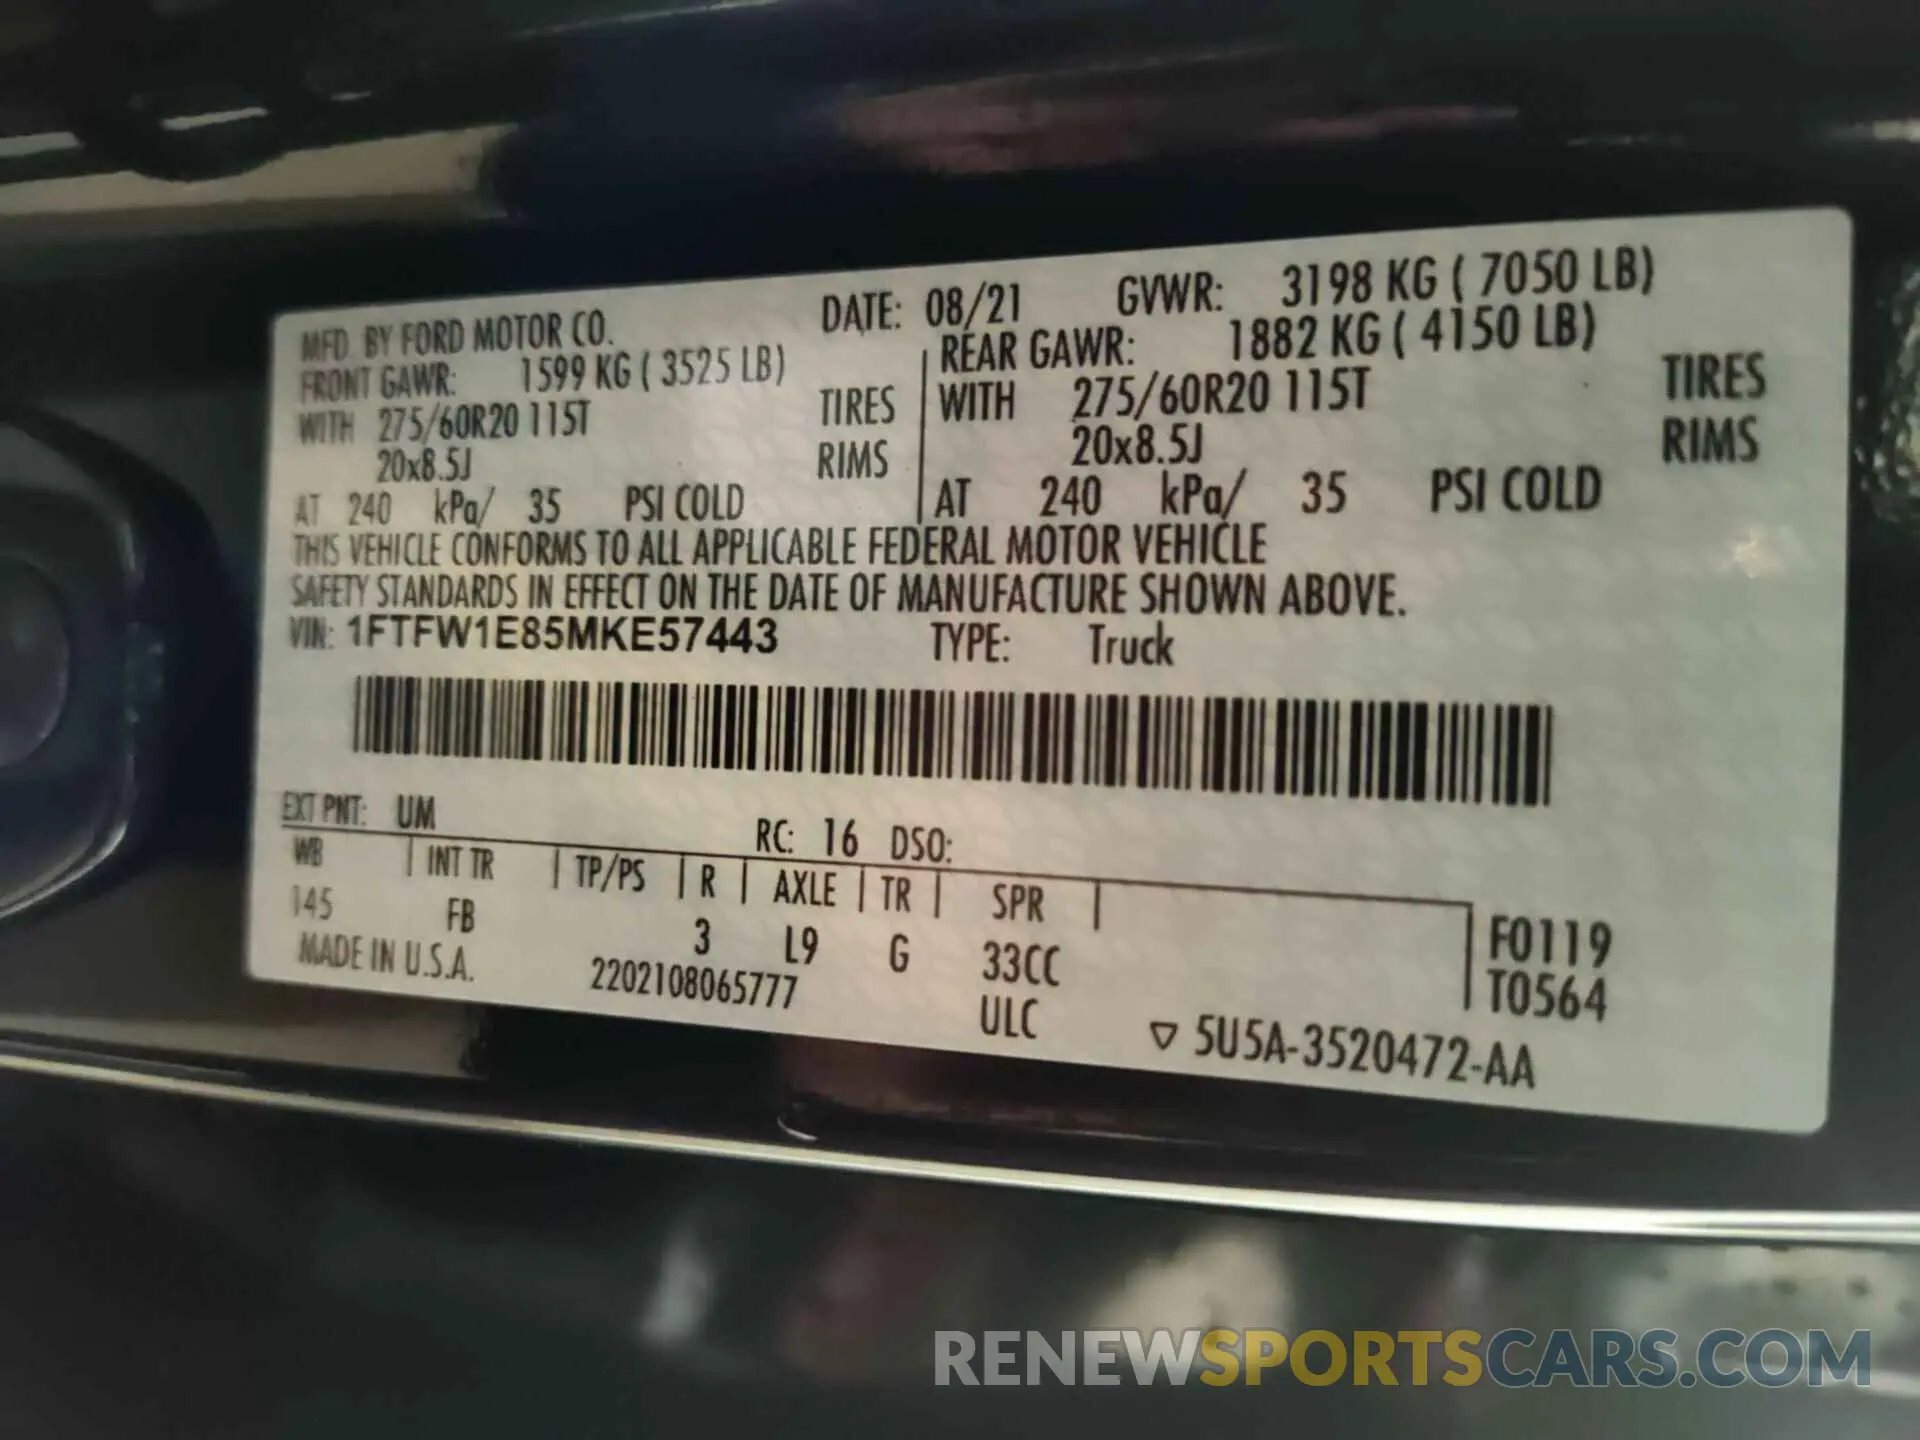 MFD. BY FORD MOTOR CO. DATE: 08/21 GVWR: 3198 KG ( 7050 LB)
FRONT GAWR: 1599 KG ( 3525 LB) REAR GAWR: 1882 KG ( 4150 LB)
WITH 275/60R20 115T TIRES WITH 275/60R20 115T TIRES
20x8.5J RIMS 20x8.5J RIMS
AT 240 kPa/ 35 PSI COLD AT 240 kPa/ 35 PSI COLD
THIS VEHICLE CONFORMS TO ALL APPLICABLE FEDERAL MOTOR VEHICLE
SAFETY STANDARDS IN EFFECT ON THE DATE OF MANUFACTURE SHOWN ABOVE.
VIN: 1FTFW1E85MKE57443 TYPE: Truck
EXT PNT: UM RC: 16 DSO:
WB INT TR TP/PS R AXLE TR SPR
145 FB 3 L9 G 33CC F0119
MADE IN U.S.A. 2202108065777 ULC T0564
5U5A-3520472-AA
RENEWSPORTSCARS.COM